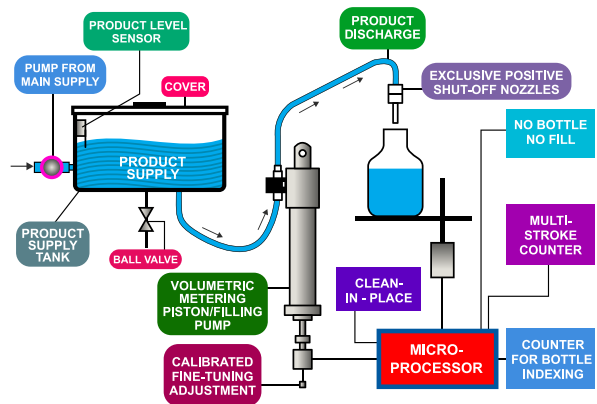 PRODUCT LEVEL
SENSOR
PUMP FROM
MAIN SUPPLY
COVER
PRODUCT
DISCHARGE
EXCLUSIVE POSITIVE
SHUT-OFF NOZZLES
NO BOTTLE
NO FILL
PRODUCT
SUPPLY
PRODUCT
SUPPLY
TANK
BALL VALVE
MULTI-
STROKE
COUNTER
VOLUMETRIC
METERING
PISTON/FILLING
PUMP
CLEAN-
IN - PLACE
CALIBRATED
FINE-TUNING
ADJUSTMENT
MICRO-
PROCESSOR
COUNTER
FOR BOTTLE
INDEXING